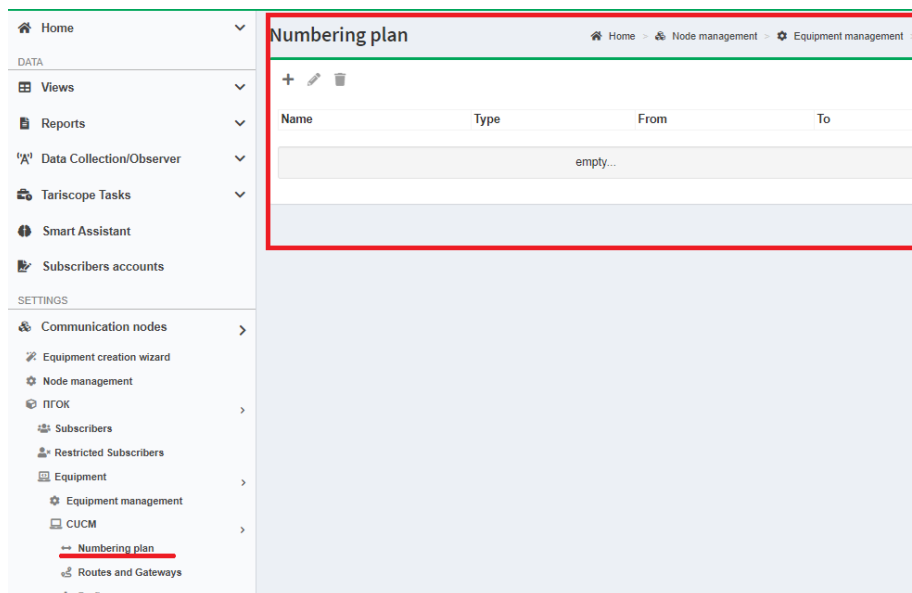 Home
DATA
Views
Reports
Data Collection/Observer
Tariscope Tasks
Smart Assistant
Subscribers accounts
SETTINGS
Communication nodes
Equipment creation wizard
Node management
ПГОК
Subscribers
Restricted Subscribers
Equipment
Equipment management
CUCM
Numbering plan
Routes and Gateways
Numbering plan
Home > Node management > Equipment management >
Name Type From To
empty...